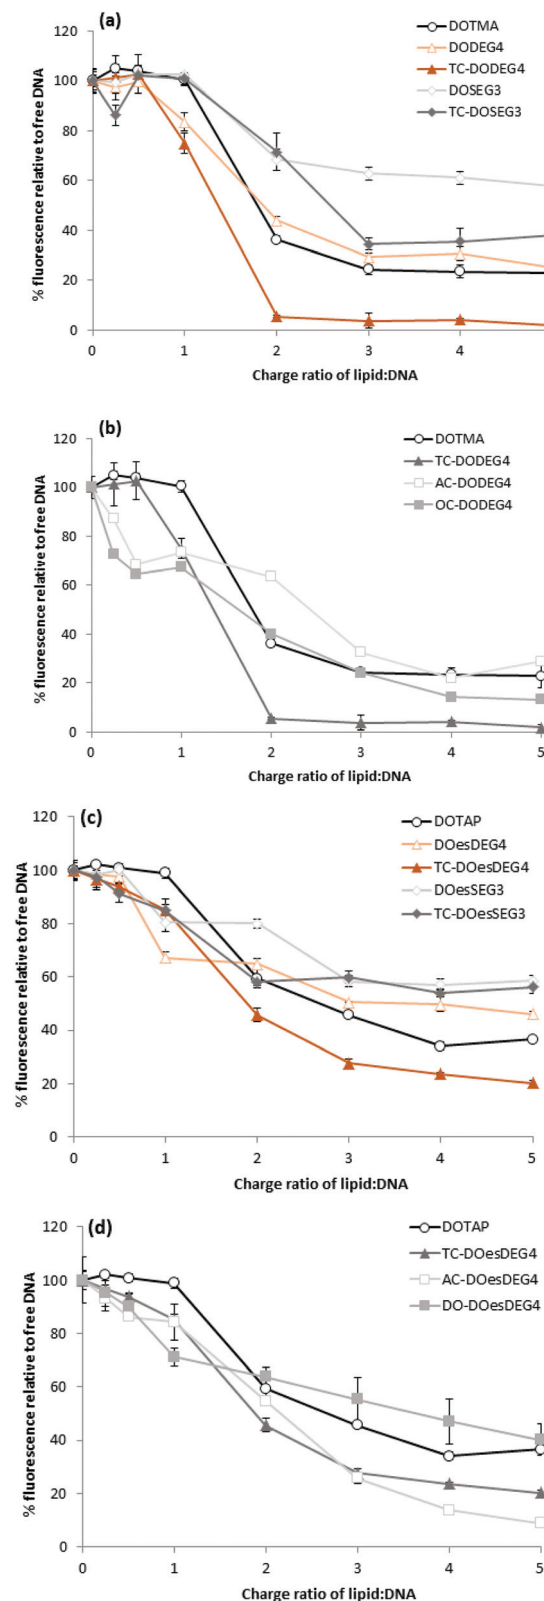 (a)
DOTMA
DODEG4
TC-DODEG4
DOSEG3
TC-DOSEG3
120
100
80
60
40
20
0
% fluorescence relative to free DNA
0 1 2 3 4
Charge ratio of lipid:DNA
(b)
DOTMA
TC-DODEG4
AC-DODEG4
OC-DODEG4
120
100
80
60
40
20
0
% fluorescence relative to free DNA
0 1 2 3 4 5
Charge ratio of lipid:DNA
(c)
DOTAP
DOesDEG4
TC-DOesDEG4
DOesSEG3
TC-DOesSEG3
120
100
80
60
40
20
0
% fluorescence relative to free DNA
0 1 2 3 4 5
Charge ratio of lipid:DNA
(d)
DOTAP
TC-DOesDEG4
AC-DOesDEG4
DO-DOesDEG4
120
100
80
60
40
20
0
% fluorescence relative to free DNA
0 1 2 3 4 5
Charge ratio of lipid:DNA